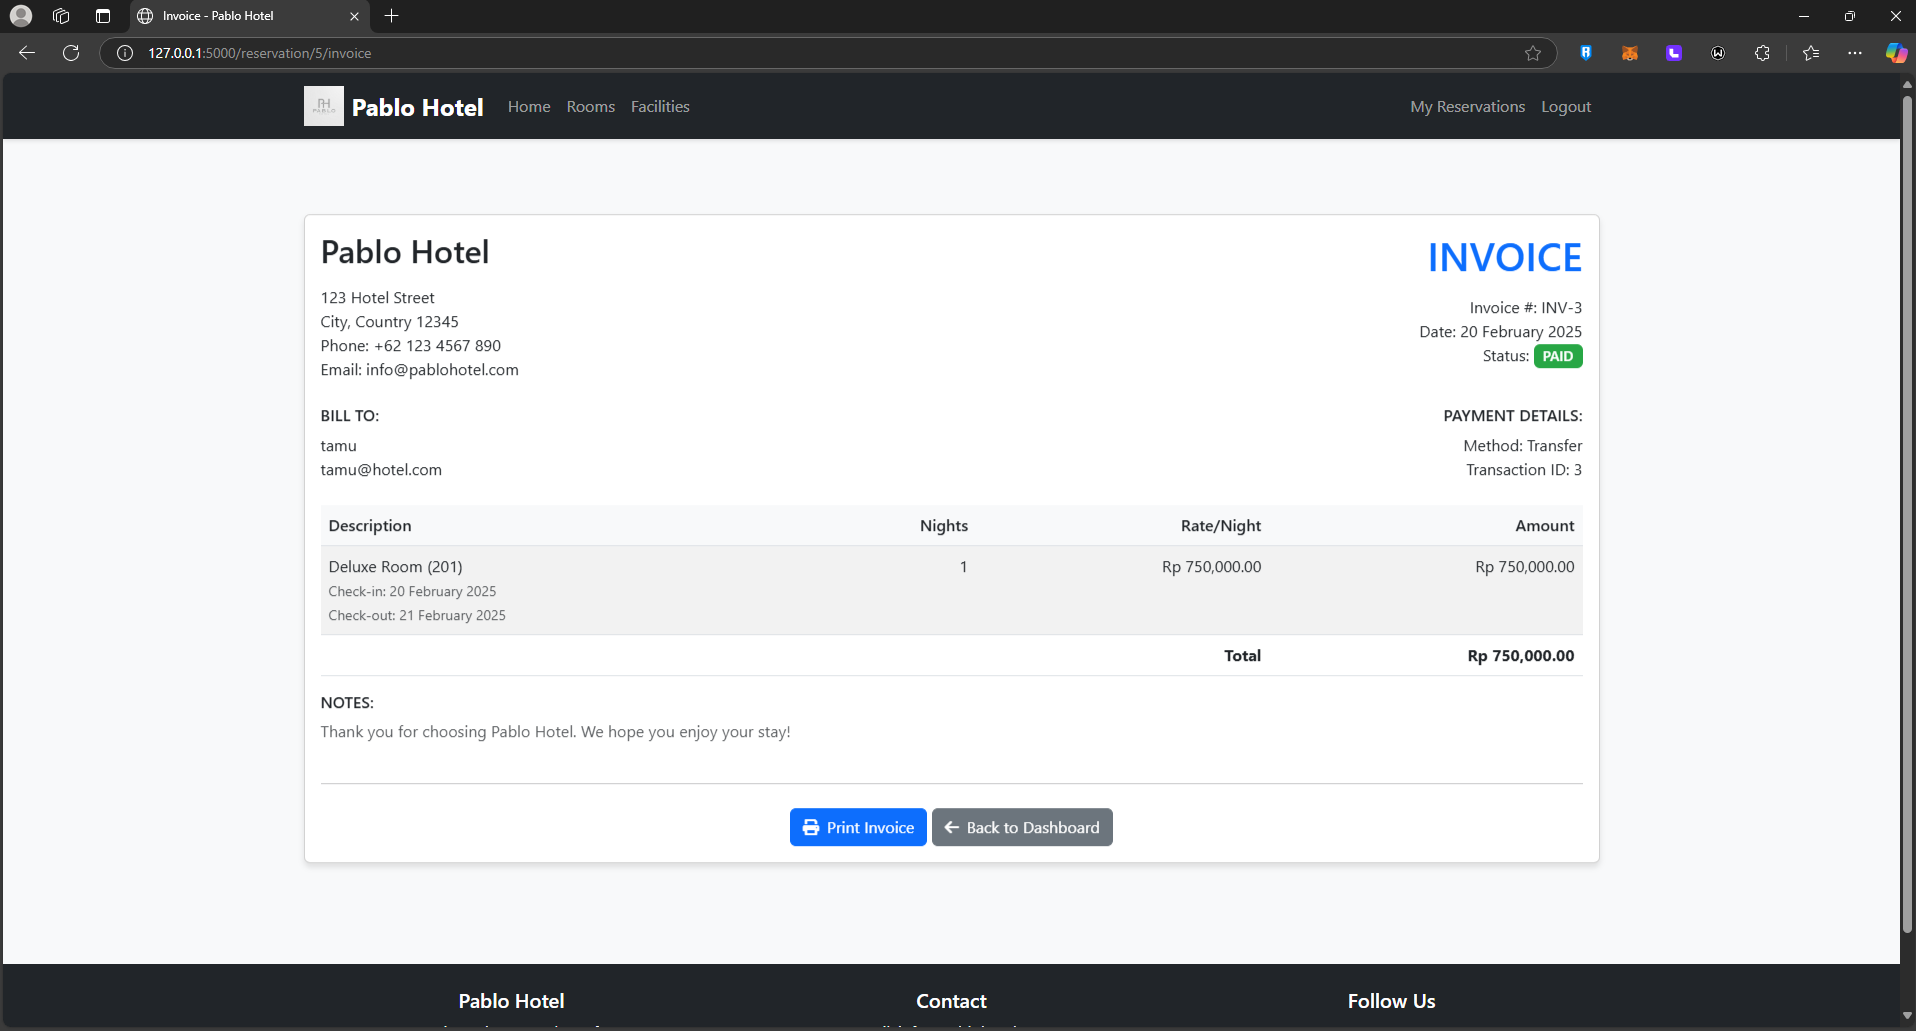 Invoice - Pablo Hotel
127.0.0.1:5000/reservation/5/invoice
PABLO
Pablo Hotel
Home
Rooms
Facilities
My Reservations
Logout
Pablo Hotel
123 Hotel Street
City, Country 12345
Phone: +62 123 4567 890
Email: info@pablohotel.com
INVOICE
Invoice #: INV-3
Date: 20 February 2025
Status: PAID
BILL TO:
tamu
tamu@hotel.com
PAYMENT DETAILS:
Method: Transfer
Transaction ID: 3
Description Nights Rate/Night Amount
Deluxe Room (201) 1 Rp 750,000.00 Rp 750,000.00
Check-in: 20 February 2025
Check-out: 21 February 2025
Total Rp 750,000.00
NOTES:
Thank you for choosing Pablo Hotel. We hope you enjoy your stay!
Print Invoice
Back to Dashboard
Pablo Hotel
Contact
Follow Us